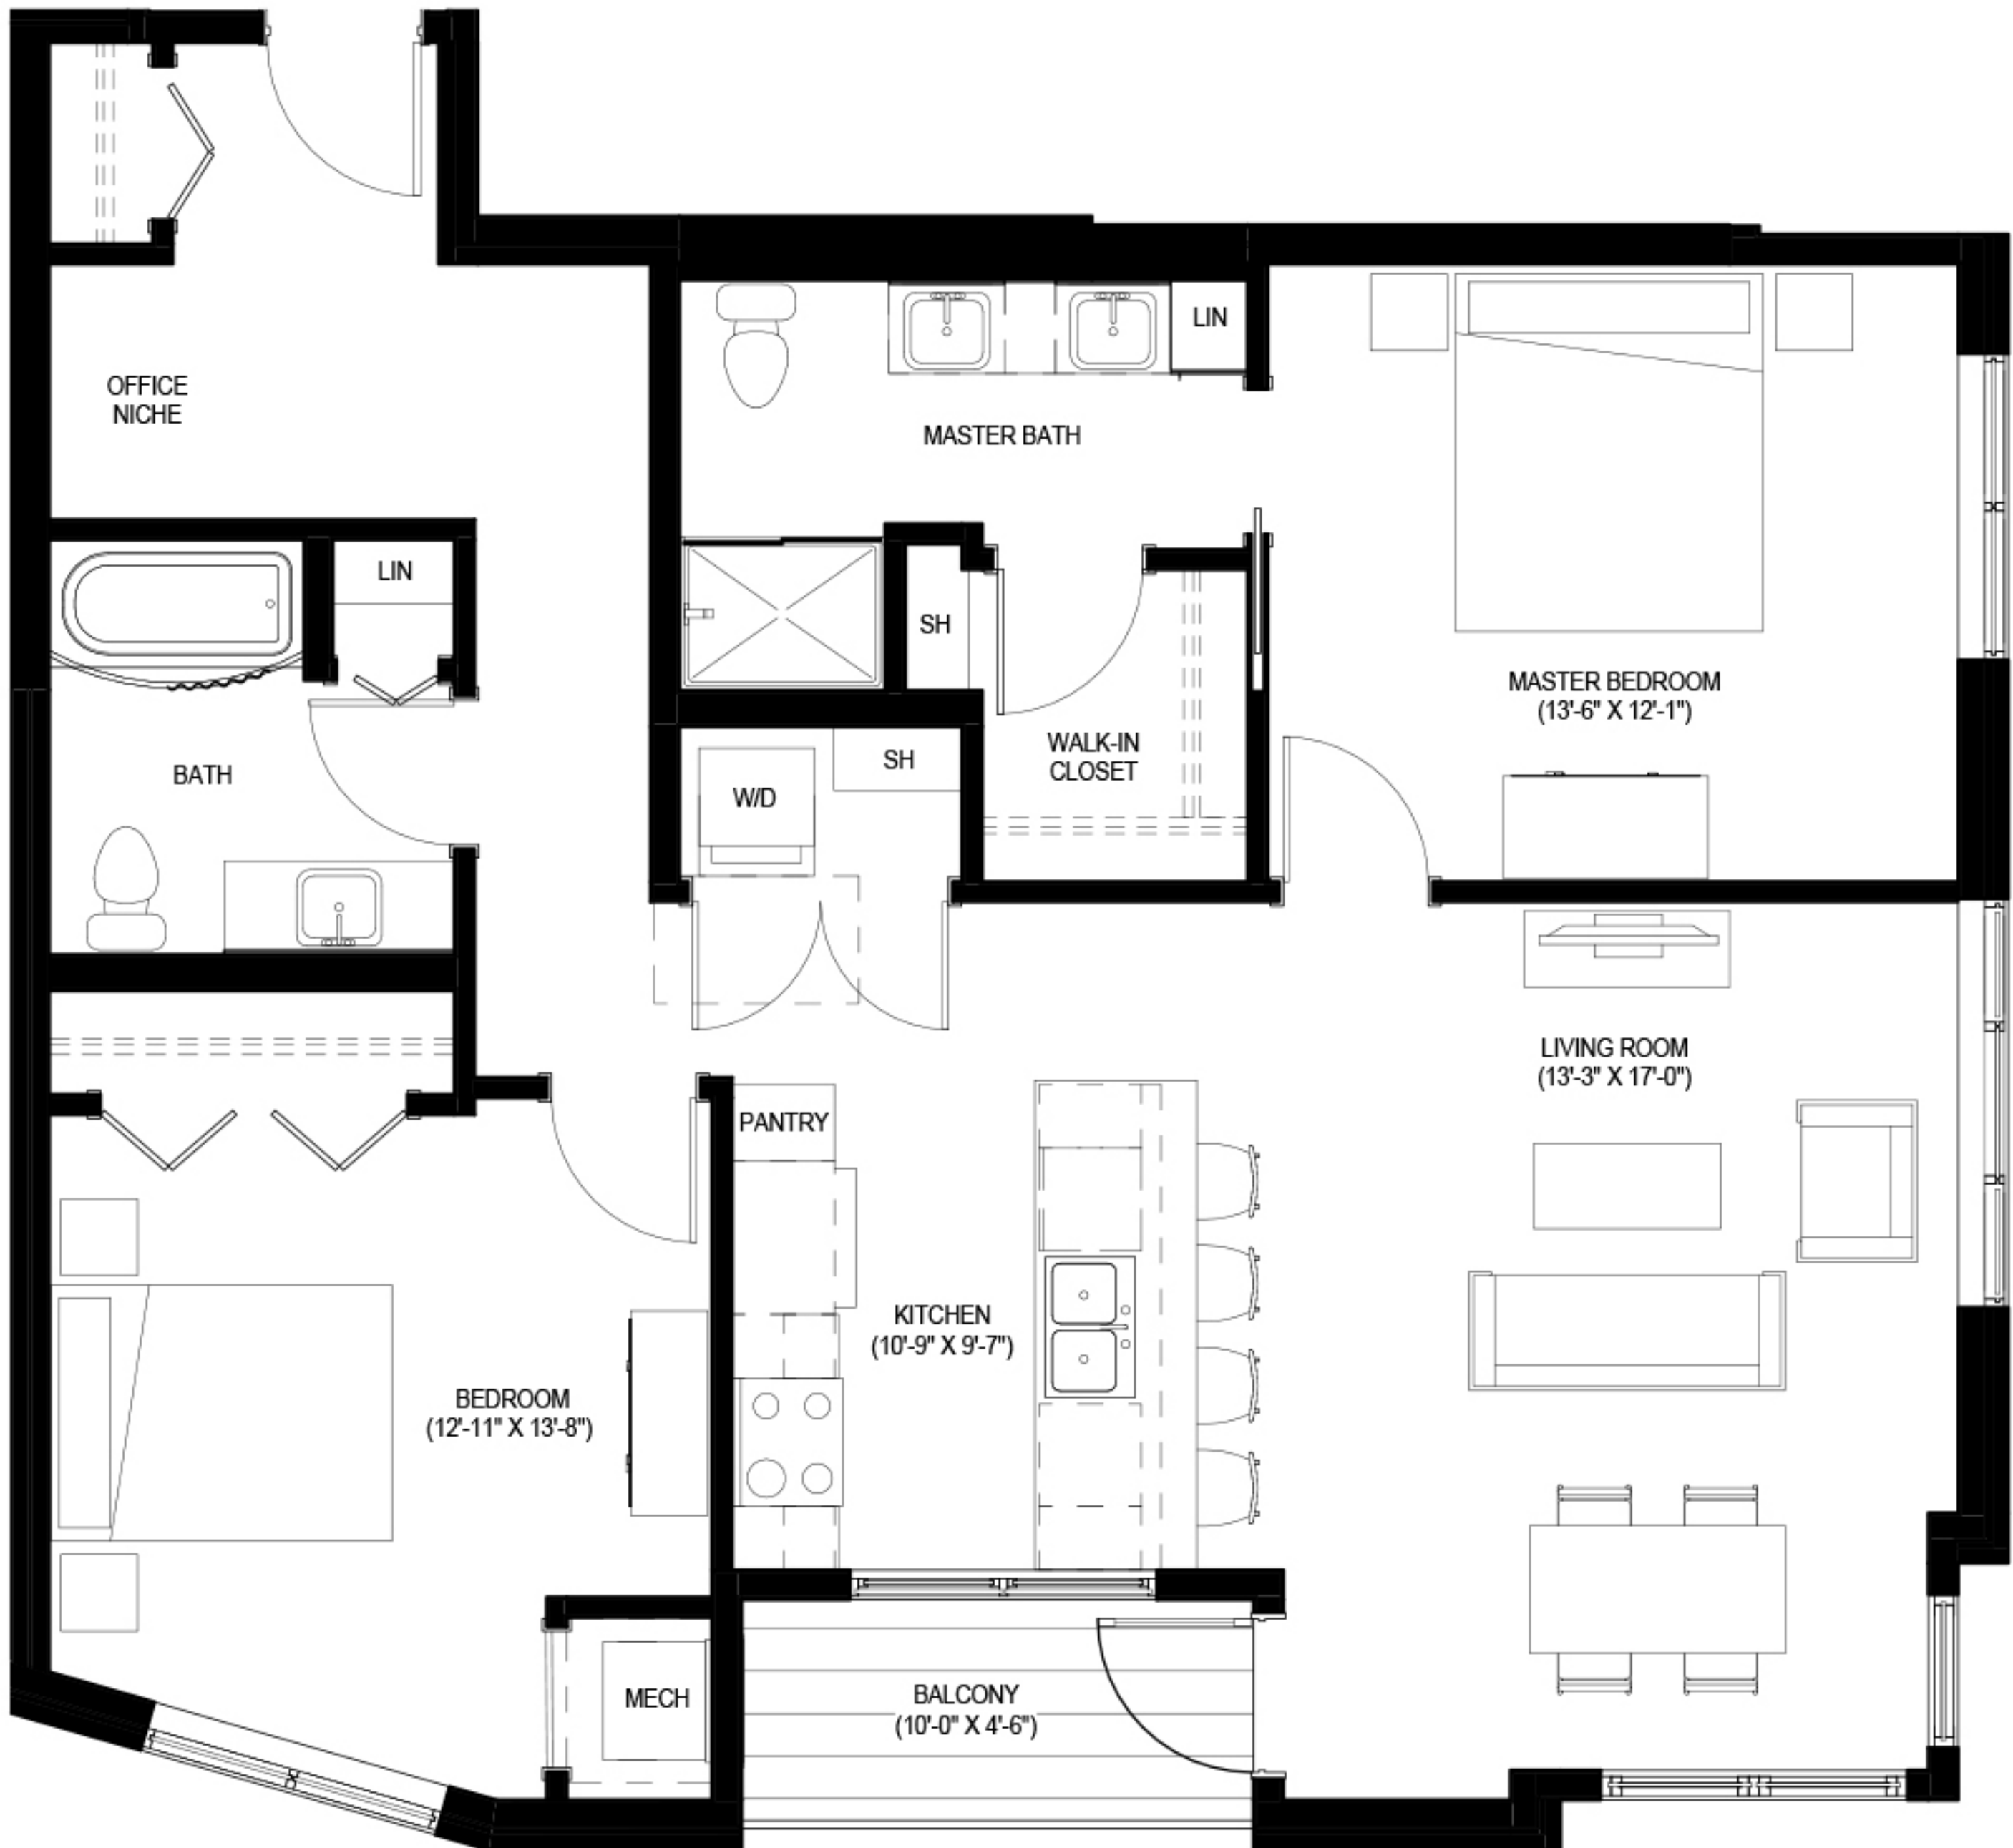 LIN
OFFICE
NICHE
MASTER BATH
LIN
SH
MASTER BEDROOM
(13'-6" X 12'-1")
WALK-IN
CLOSET
SH
W/D
BATH
LIVING ROOM
(13'-3" X 17'-0")
PANTRY
KITCHEN
(10'-9" X 9'-7")
BEDROOM
(12'-11" X 13'-8")
MECH
BALCONY
(10'-0" X 4'-6")